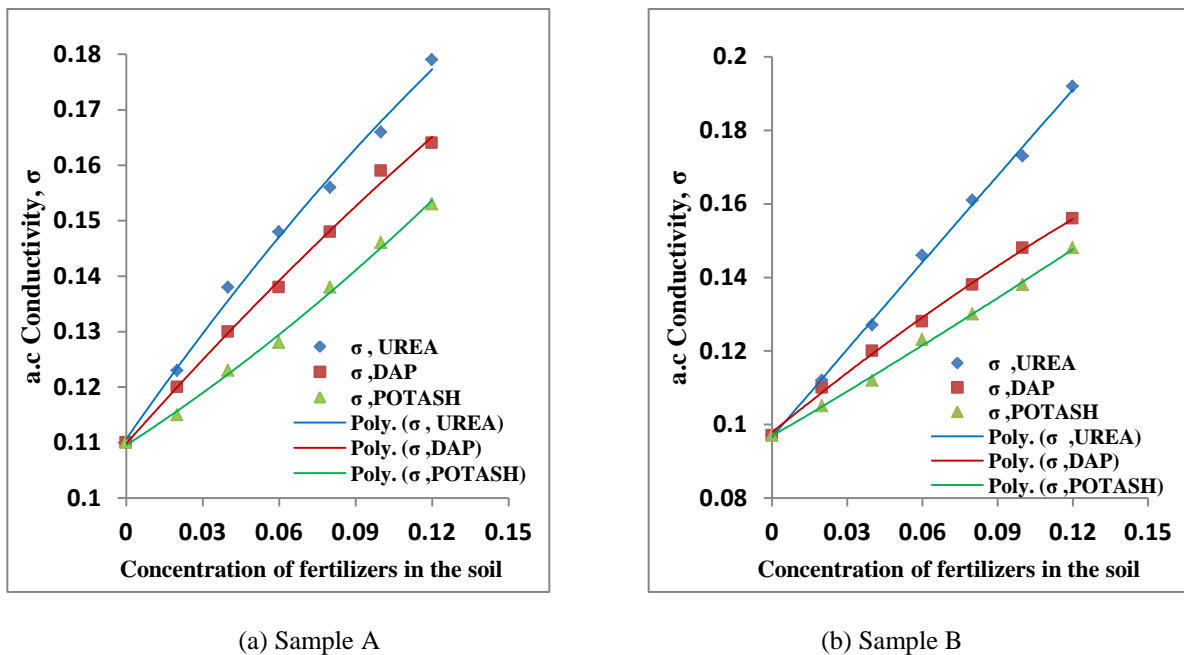 a.c Conductivity, σ
0.18
0.17
0.16
0.15
0.14
0.13
0.12
0.11
0.1
σ , UREA
σ ,DAP
σ ,POTASH
Poly. (σ , UREA)
Poly. (σ ,DAP)
Poly. (σ ,POTASH)
0 0.03 0.06 0.09 0.12 0.15
Concentration of fertilizers in the soil
(a) Sample A
a.c Conductivity, σ
0.2
0.18
0.16
0.14
0.12
0.1
0.08
σ ,UREA
σ ,DAP
σ ,POTASH
Poly. (σ ,UREA)
Poly. (σ ,DAP)
Poly. (σ ,POTASH)
0 0.03 0.06 0.09 0.12 0.15
Concentration of fertilizers in the soil
(b) Sample B